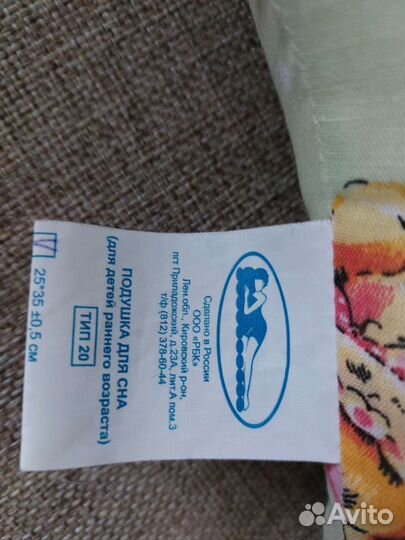 Сделано в России
ООО «РБК»
Лен.обл., Кировский р-он,
пгт Приладожский, д.23А, лит.А пом.3
т/ф (812) 378-60-44
ПОДУШКА ДЛЯ СНА
(для детей раннего возраста)
ТИП 20
25*35 ±0,5 см
Avito